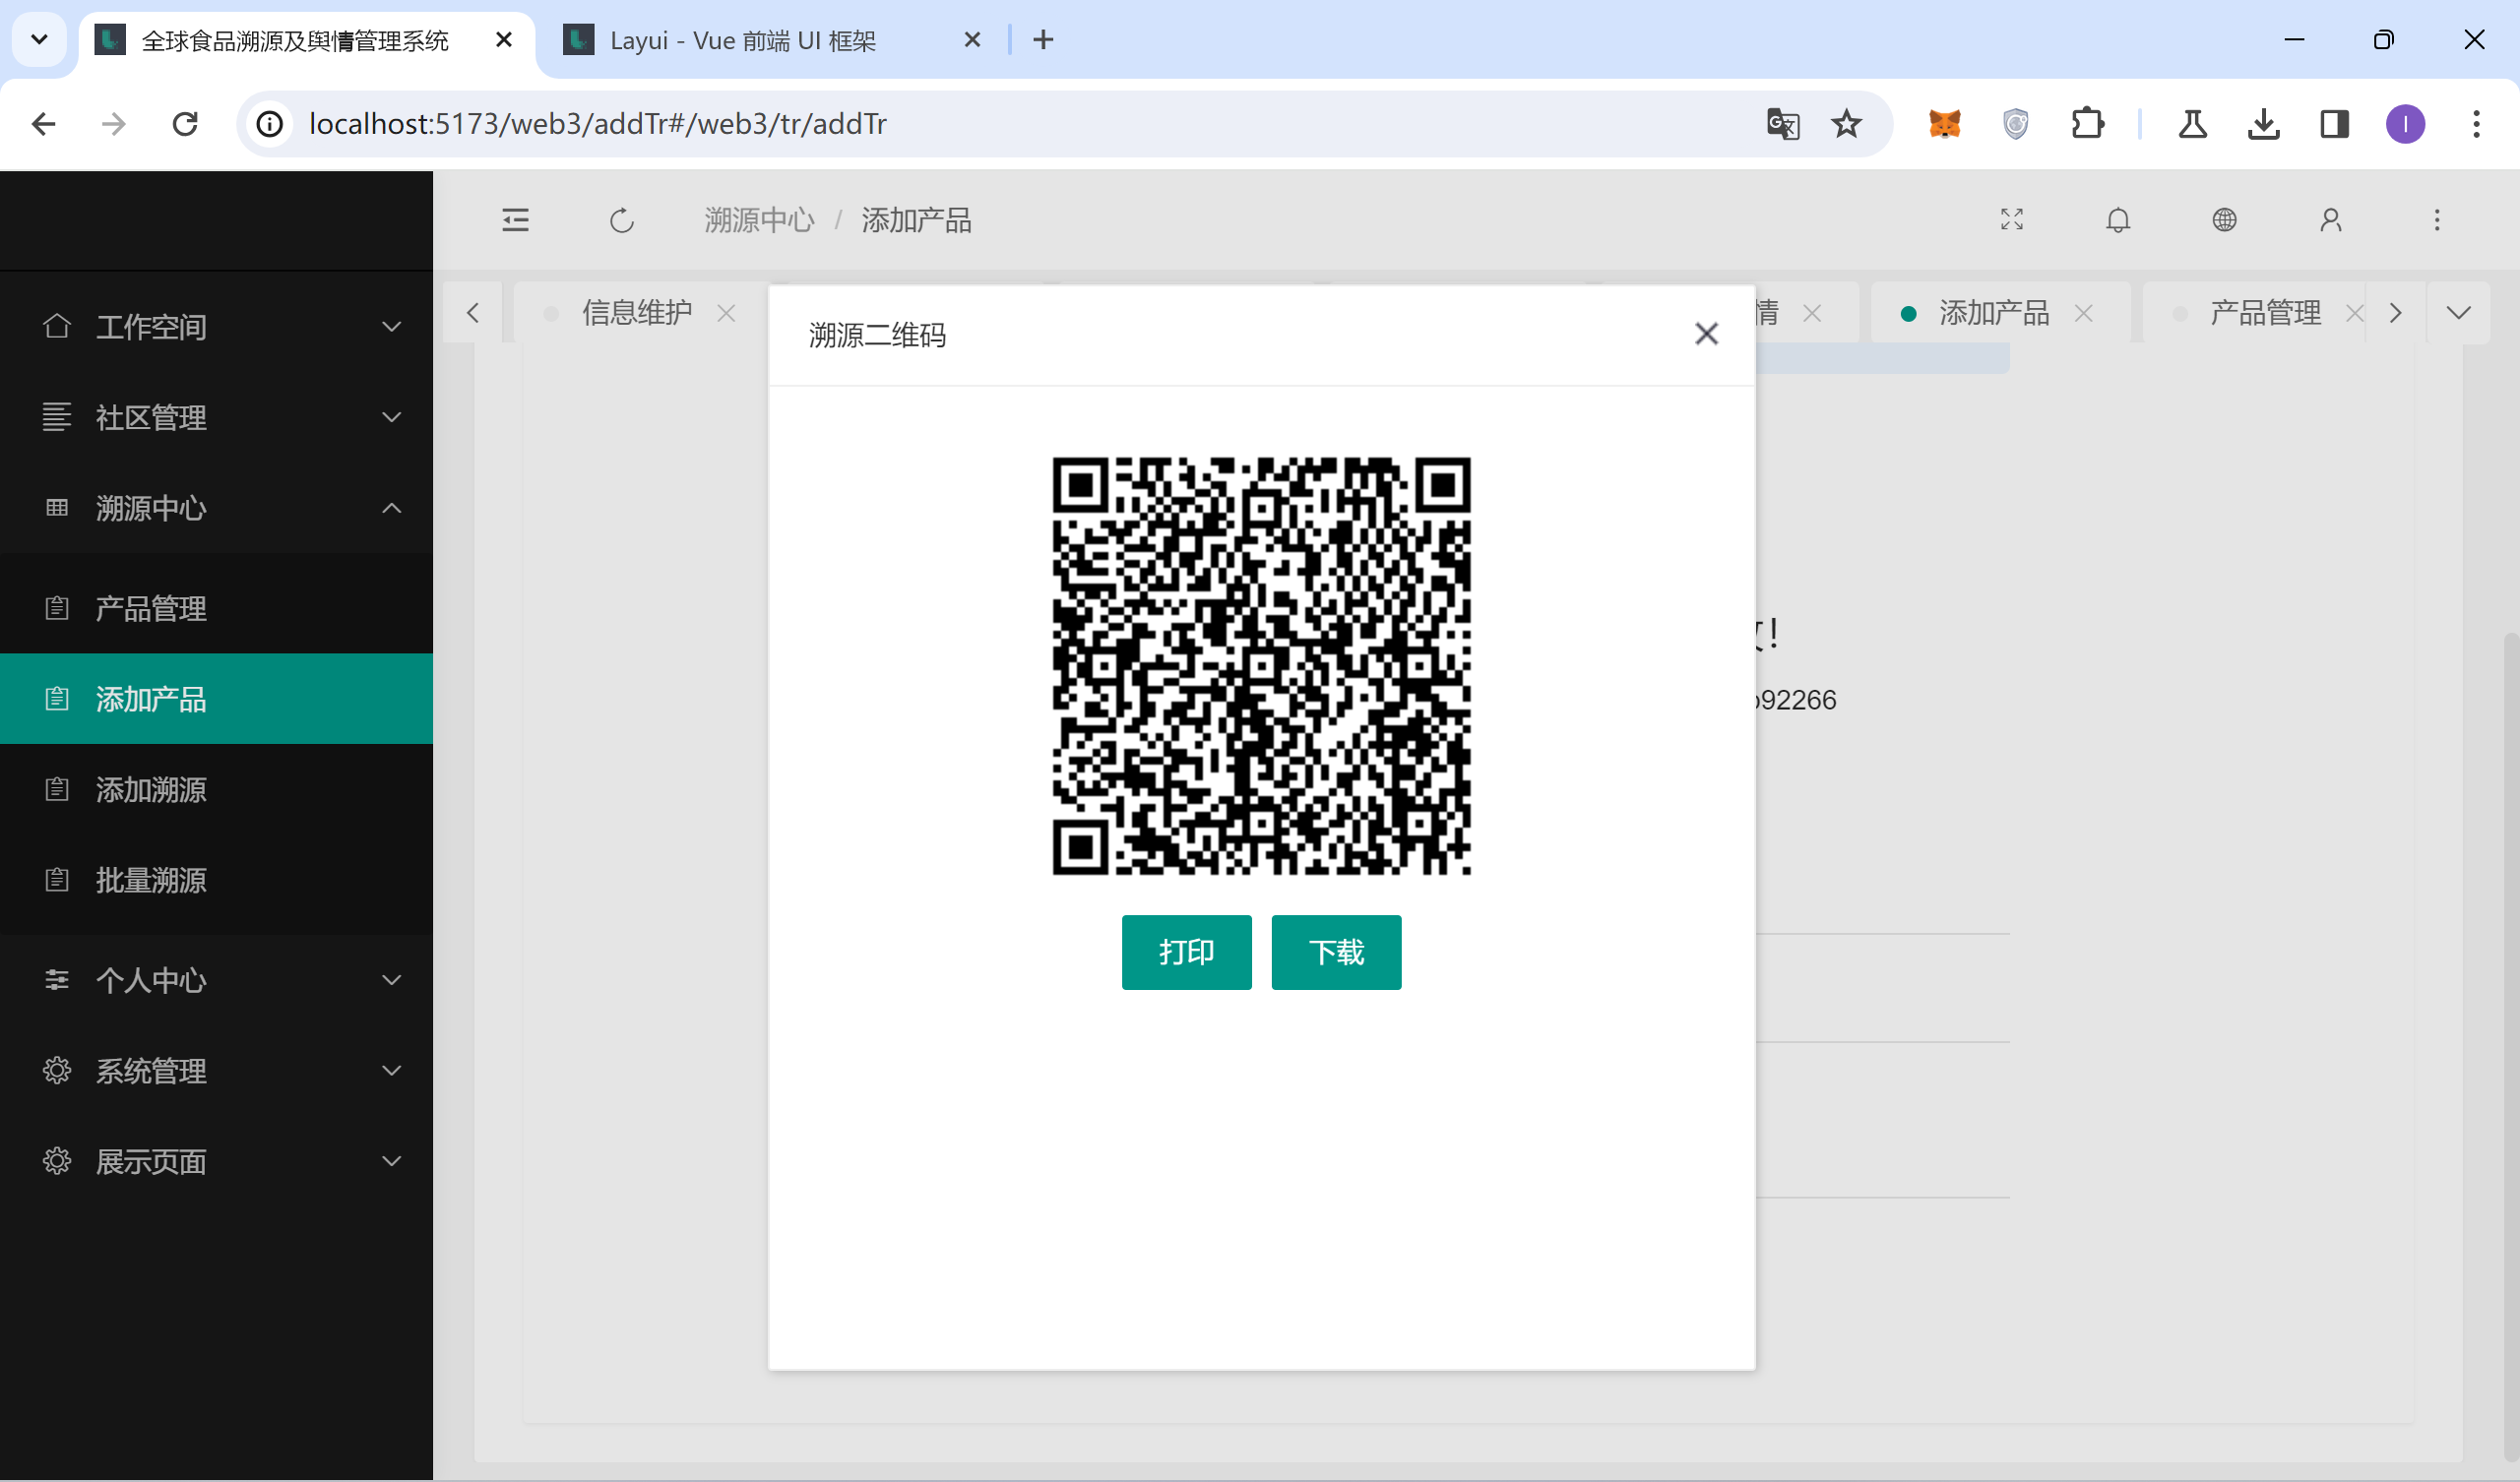 全球食品溯源及舆情管理系统
Layui - Vue 前端 UI 框架
localhost:5173/web3/addTr#/web3/tr/addTr
I
溯源中心 / 添加产品
工作空间
社区管理
溯源中心
产品管理
添加产品
添加溯源
批量溯源
个人中心
系统管理
展示页面
信息维护
情
添加产品
产品管理
溯源二维码
!
92266
打印
下载